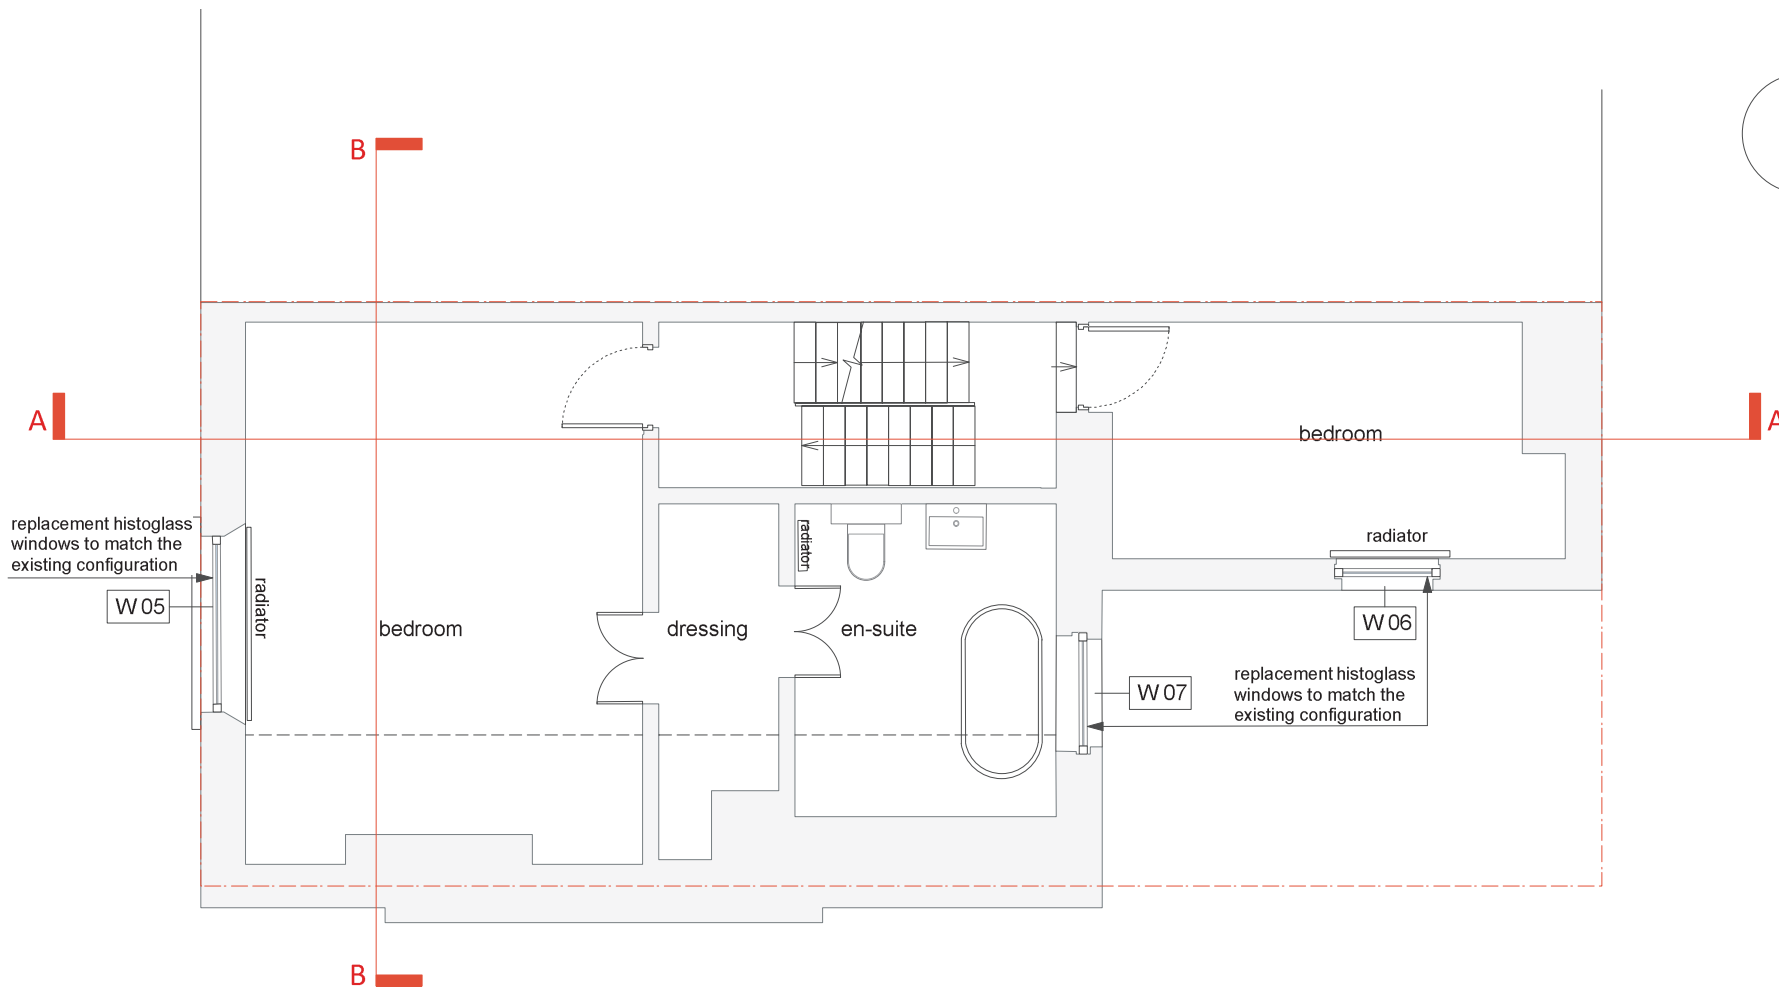 B
A
A
bedroom
replacement histoglass
windows to match the
existing configuration
radiator
radiator
W 05
radiator
bedroom
dressing
en-suite
W 06
replacement histoglass
windows to match the
existing configuration
W 07
B